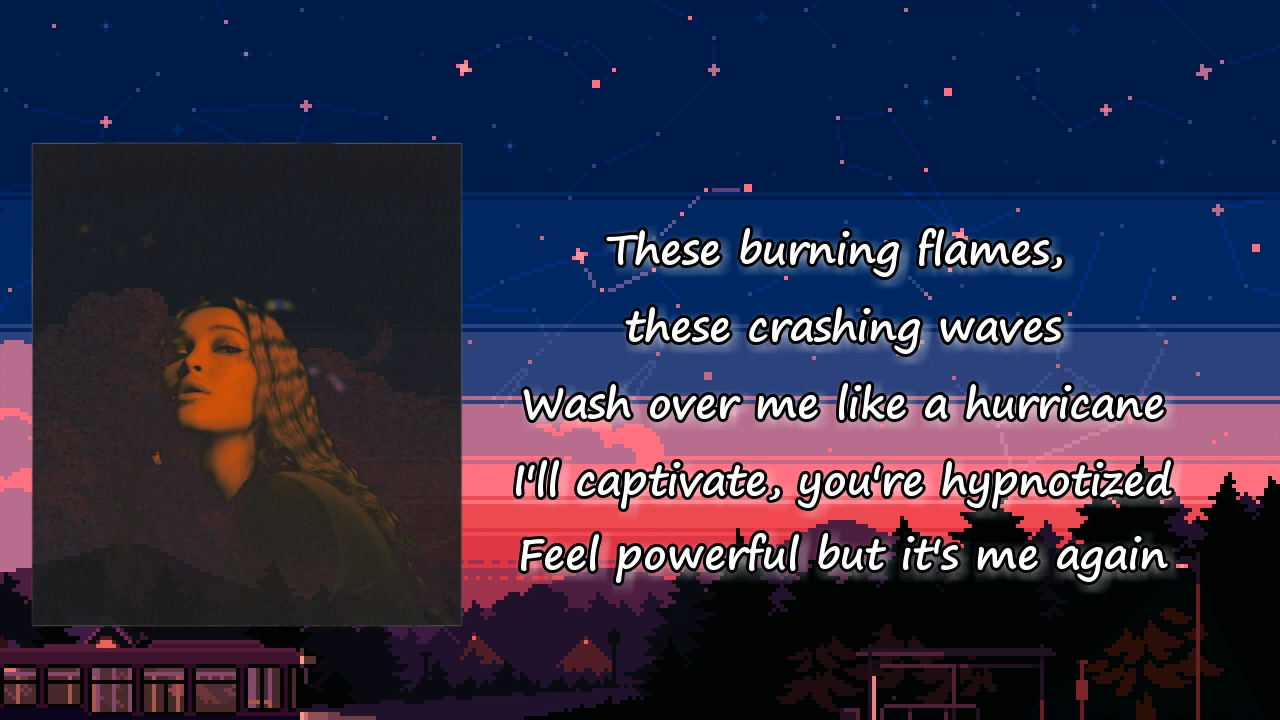 These burning flames,
these crashing waves
Wash over me like a hurricane
I'll captivate, you're hypnotized
Feel powerful but it's me again